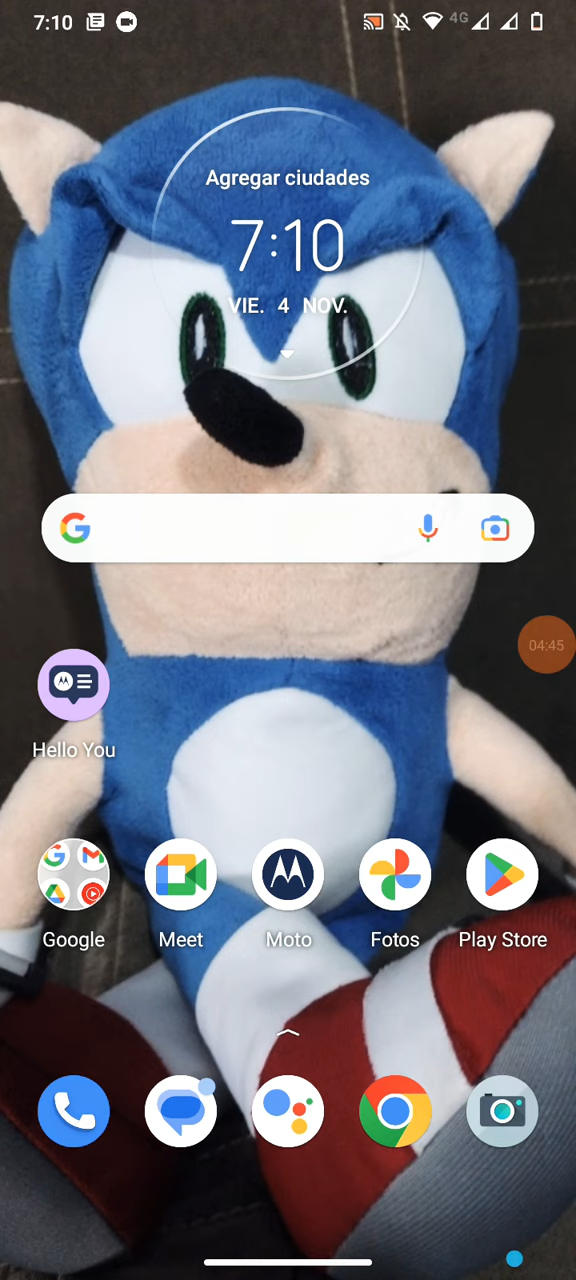 7:10
4G
Agregar ciudades
7:10
VIE. 4 NOV.
04:45
Hello You
Google
Meet
Moto
Fotos
Play Store